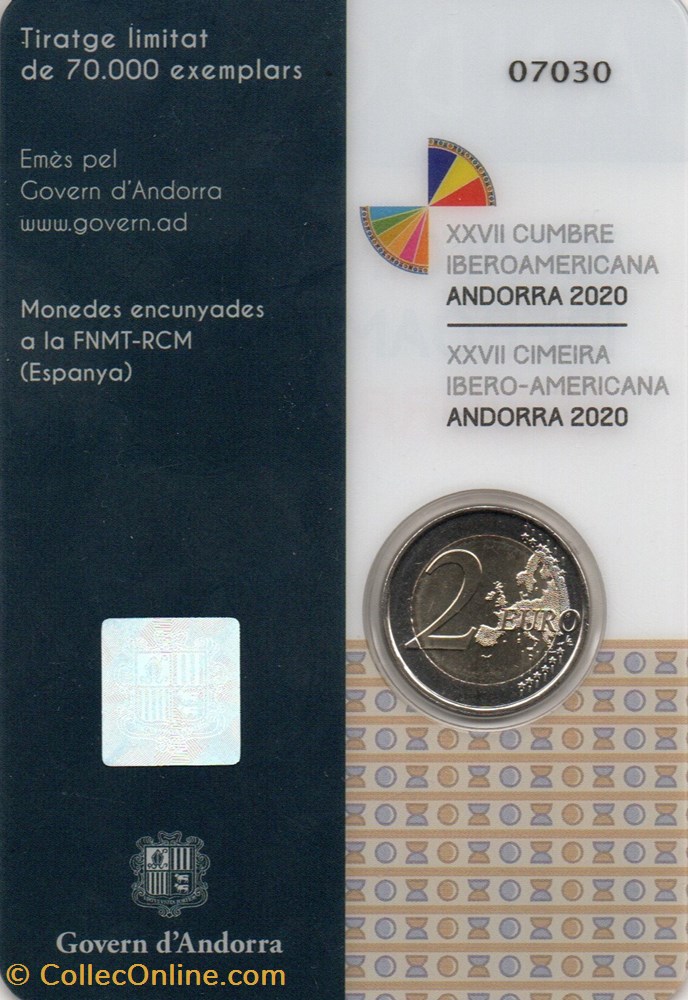 Tiratge limitat
de 70.000 exemplars
Emès pel
Govern d'Andorra
www.govern.ad
Monedes encunyades
a la FNMT-RCM
(Espanya)
07030
XXVII CUMBRE
IBEROAMERICANA
ANDORRA 2020
XXVII CIMEIRA
IBERO-AMERICANA
ANDORRA 2020
2 EURO
Govern d'Andorra
© CollecOnline.com